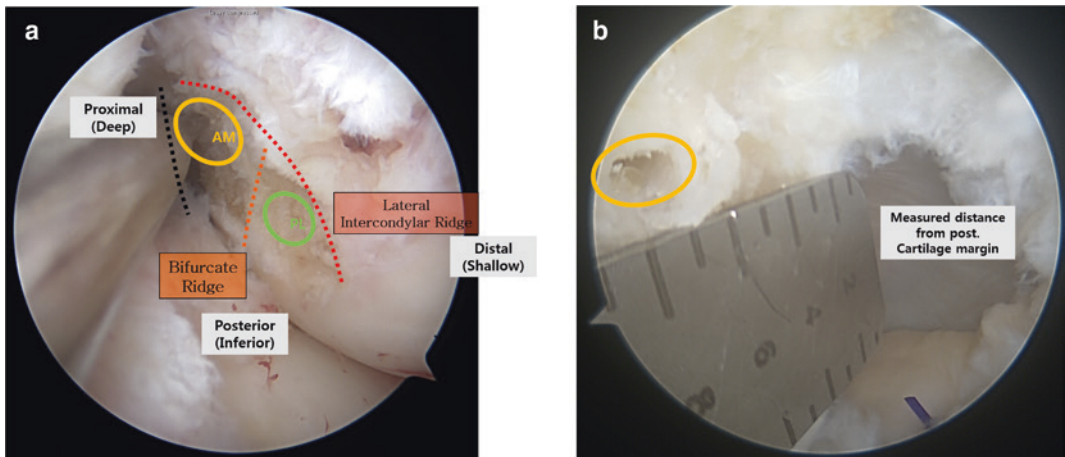 a
Proximal
(Deep)
AM
PL
Lateral
Intercondylar Ridge
Distal
(Shallow)
Bifurcate
Ridge
Posterior
(Inferior)
b
Measured distance
from post.
Cartilage margin